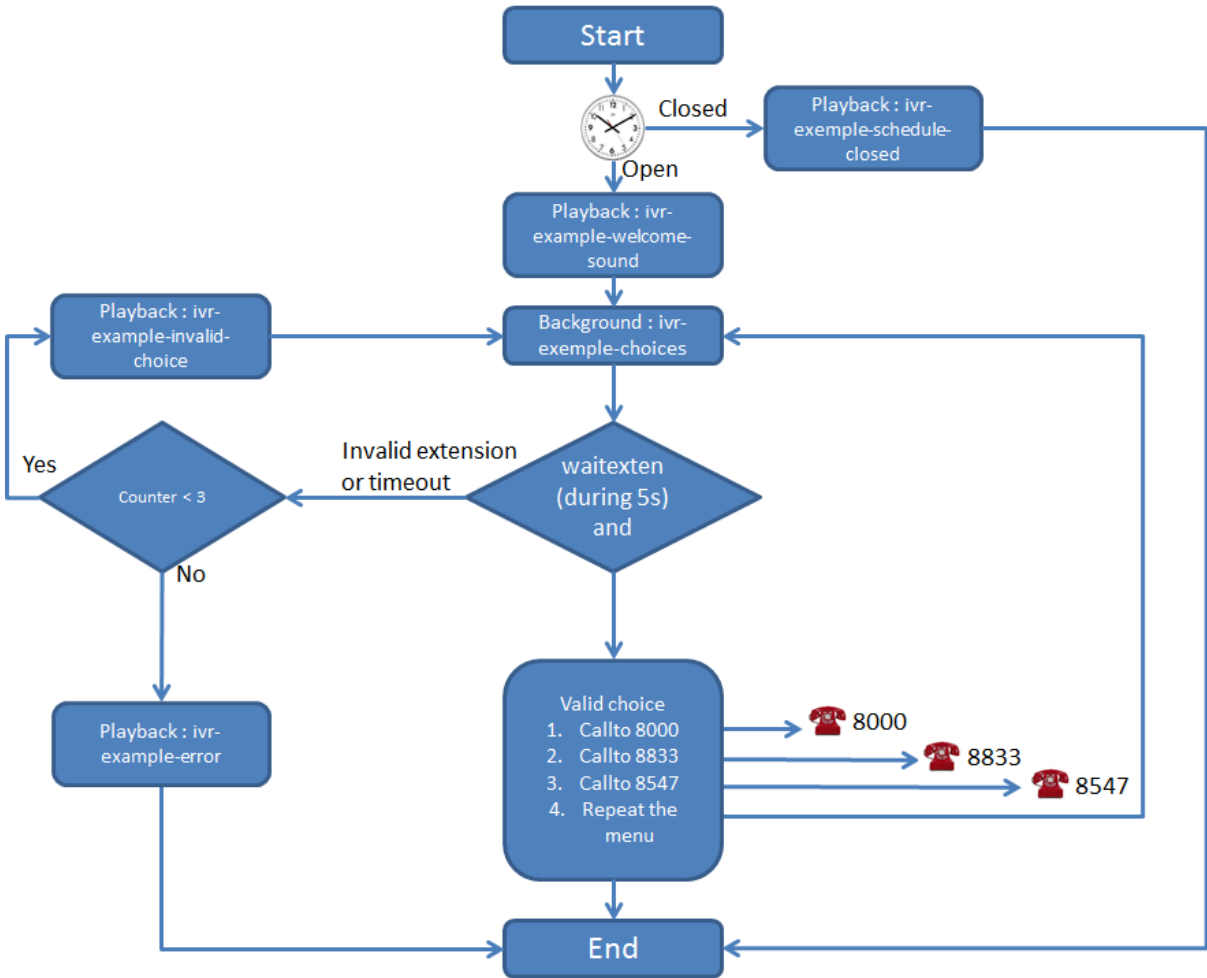 Start
Closed
Playback : ivr-
exemple-schedule-
closed
Open
Playback : ivr-
example-welcome-
sound
Playback : ivr-
example-invalid-
choice
Background : ivr-
exemple-choices
Yes
Counter < 3
Invalid extension
or timeout
waitexten
(during 5s)
and
No
Playback : ivr-
example-error
Valid choice
1. Callto 8000
2. Callto 8833
3. Callto 8547
4. Repeat the
menu
8000
8833
8547
End